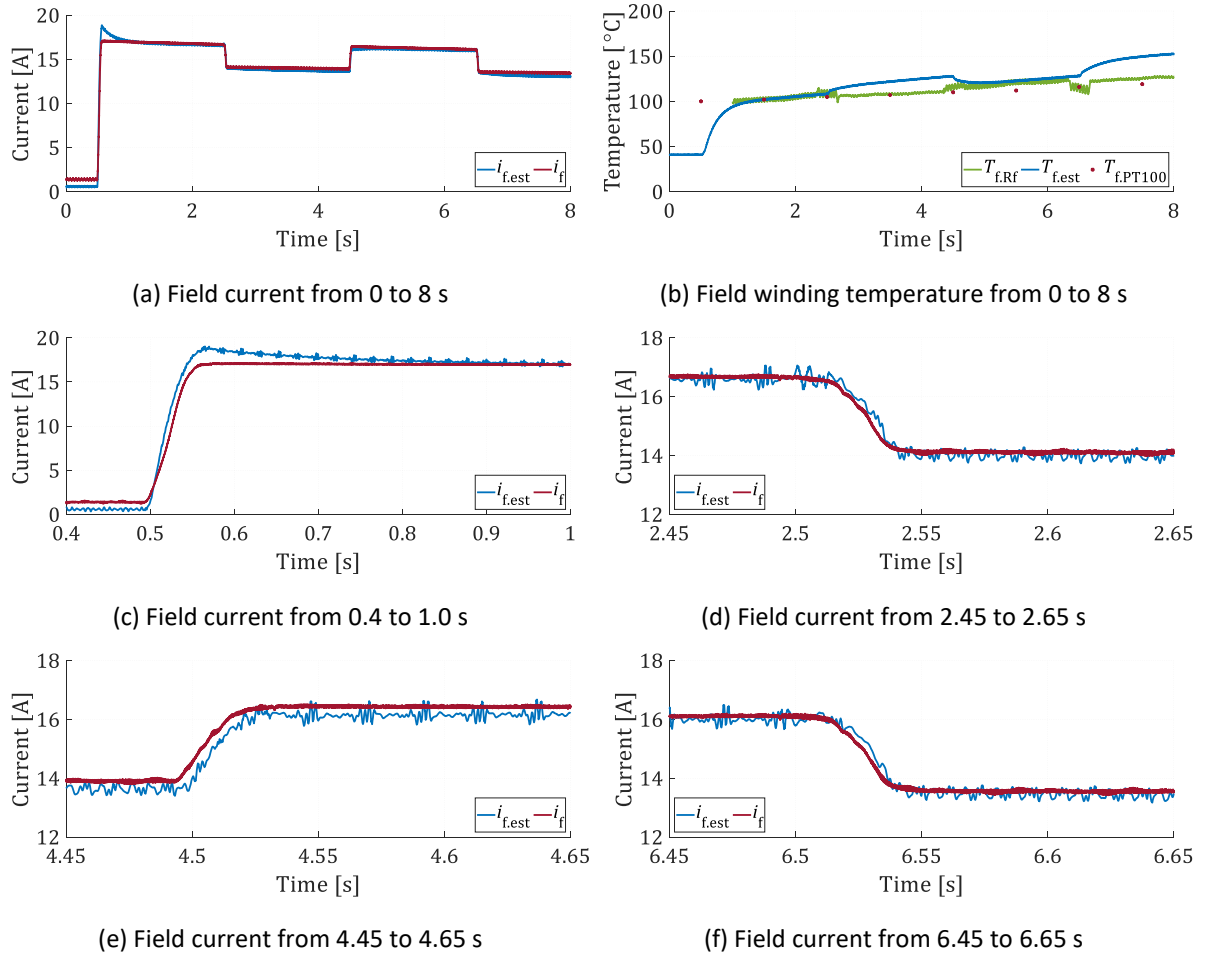 20
15
10
5
0
Current [A]
i_f.est i_f
0 2 4 6 8
Time [s]
(a) Field current from 0 to 8 s
200
150
100
50
0
Temperature [°C]
T_f.Rf T_f.est T_f.PT100
0 2 4 6 8
Time [s]
(b) Field winding temperature from 0 to 8 s
20
15
10
5
0
Current [A]
i_f.est i_f
0.4 0.5 0.6 0.7 0.8 0.9 1
Time [s]
(c) Field current from 0.4 to 1.0 s
18
16
14
12
Current [A]
i_f.est i_f
2.45 2.5 2.55 2.6 2.65
Time [s]
(d) Field current from 2.45 to 2.65 s
18
16
14
12
Current [A]
i_f.est i_f
4.45 4.5 4.55 4.6 4.65
Time [s]
(e) Field current from 4.45 to 4.65 s
18
16
14
12
Current [A]
i_f.est i_f
6.45 6.5 6.55 6.6 6.65
Time [s]
(f) Field current from 6.45 to 6.65 s